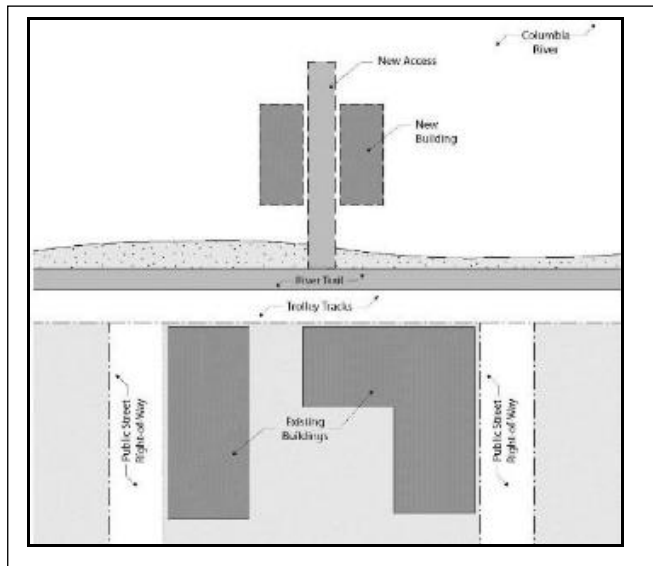 Columbia
River
New Access
New
Building
River Trail
Trolley Tracks
Public Street
Right-of-Way
Existing
Buildings
Public Street
Right-of-Way